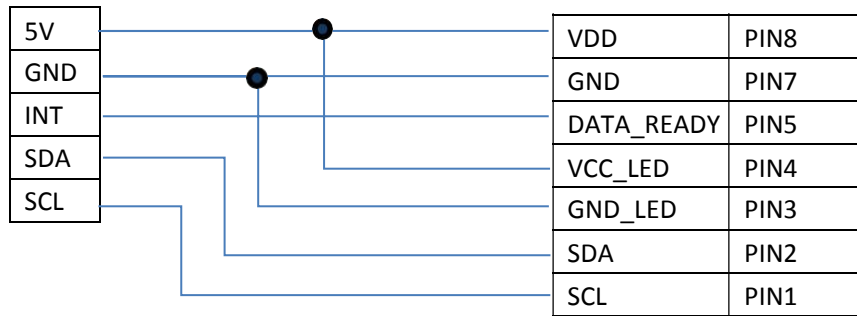 5V
GND
INT
SDA
SCL
VDD PIN8
GND PIN7
DATA_READY PIN5
VCC_LED PIN4
GND_LED PIN3
SDA PIN2
SCL PIN1